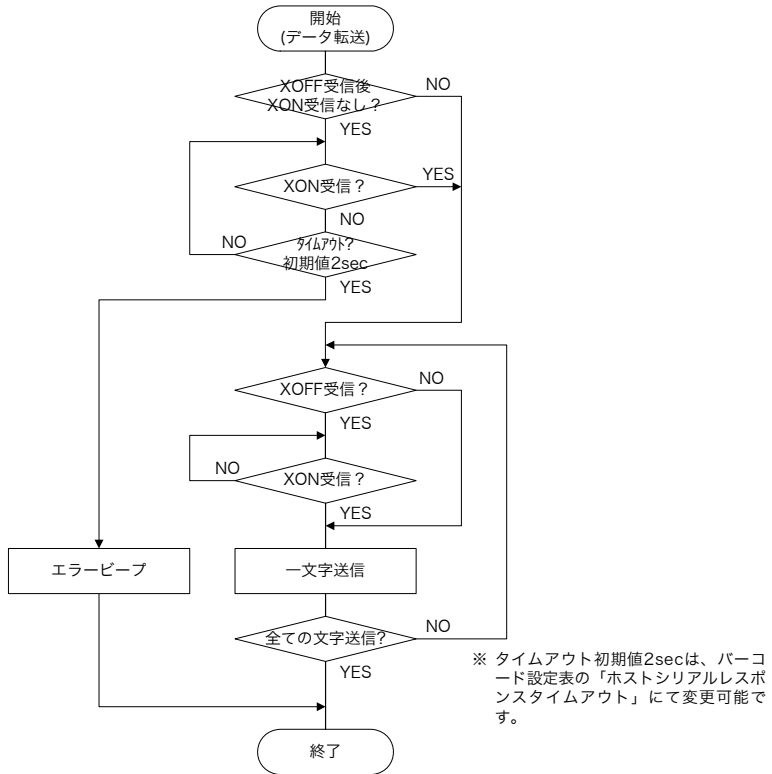 開始
(データ転送)
XOFF受信後
XON受信なし？
NO
YES
XON受信？
YES
NO
NO
タイムアウト?
初期値2sec
YES
XOFF受信？
NO
YES
NO
XON受信？
YES
エラービープ
一文字送信
全ての文字送信?
NO
YES
※ タイムアウト初期値2secは、バーコ
ード設定表の「ホストシリアルレスポ
ンスタイムアウト」にて変更可能で
す。
終了